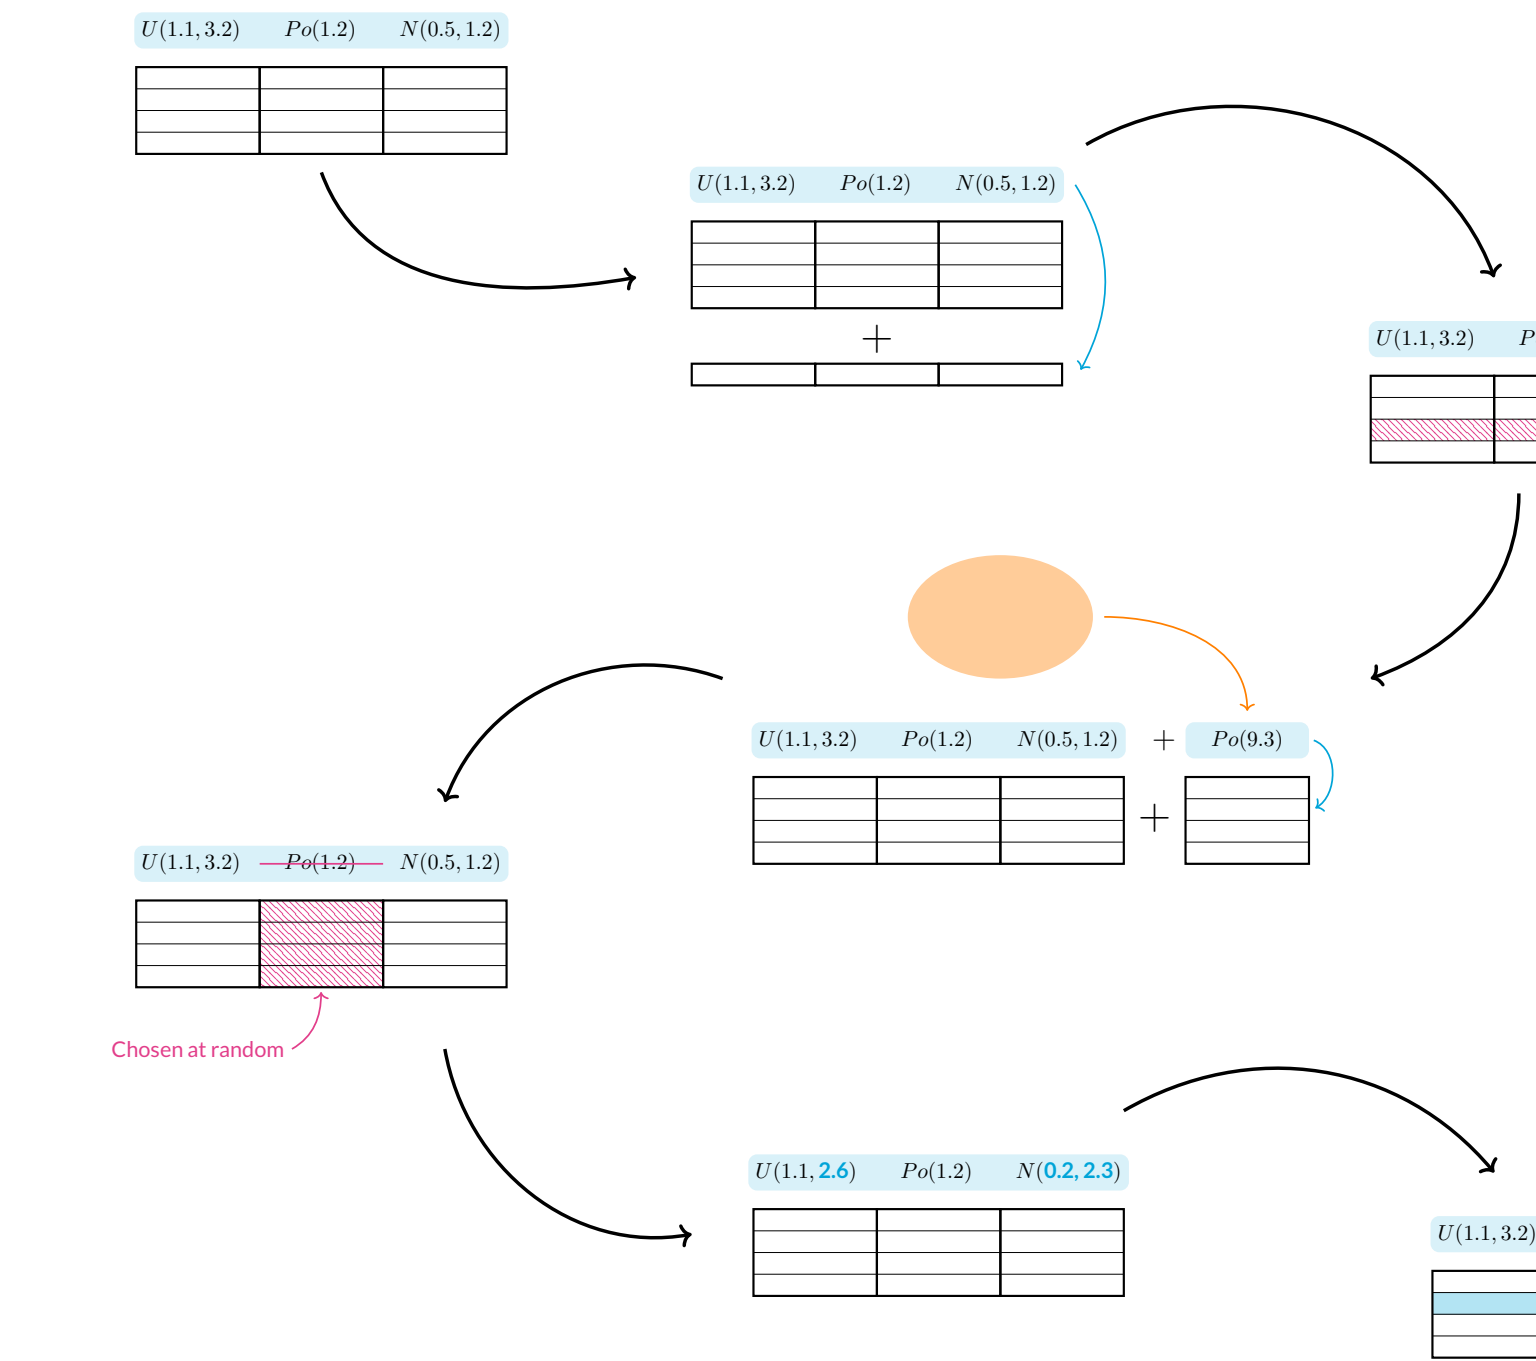 U(1.1, 3.2) Po(1.2) N(0.5, 1.2)
U(1.1, 3.2) Po(1.2) N(0.5, 1.2)
+
U(1.1, 3.2) P
U(1.1, 3.2) Po(1.2) N(0.5, 1.2) + Po(9.3)
+
U(1.1, 3.2) Po(1.2) N(0.5, 1.2)
Chosen at random
U(1.1, 2.6) Po(1.2) N(0.2, 2.3)
U(1.1, 3.2)